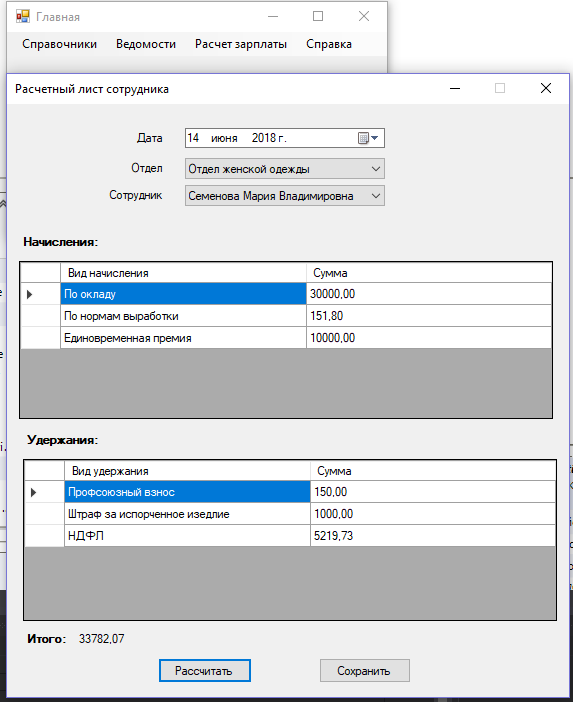 Главная
Справочники Ведомости Расчет зарплаты Справка
Расчетный лист сотрудника
Дата 14 июня 2018 г.
Отдел Отдел женской одежды
Сотрудник Семенова Мария Владимировна
Начисления:
Вид начисления Сумма
По окладу 30000,00
По нормам выработки 151,80
Единовременная премия 10000,00
Удержания:
Вид удержания Сумма
Профсоюзный взнос 150,00
Штраф за испорченное изедлие 1000,00
НДФЛ 5219,73
Итого: 33782,07
Рассчитать Сохранить